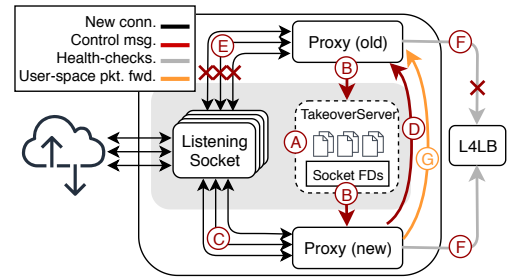 New conn.
Control msg.
Health-checks.
User-space pkt. fwd.
E
Proxy (old)
F
B
TakeoverServer
A
Listening
Socket
D
L4LB
G
Socket FDs
B
C
Proxy (new)
F